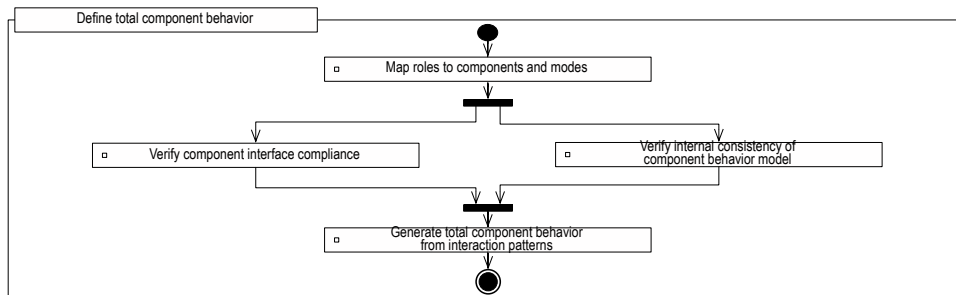 Define total component behavior
Map roles to components and modes
Verify component interface compliance
Verify internal consistency of
component behavior model
Generate total component behavior
from interaction patterns